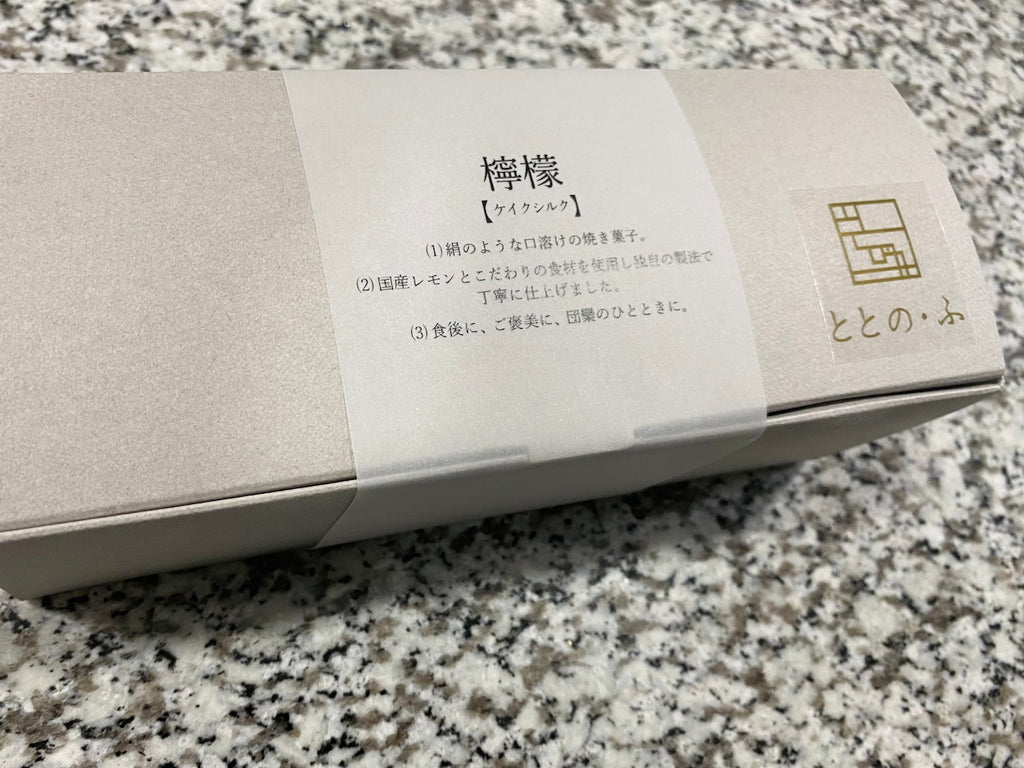 檸檬
【ケイクシルク】
(1)絹のような口溶けの焼き菓子。
(2)国産レモンとこだわりの食材を使用し独自の製法で
丁寧に仕上げました。
(3)食後に、ご褒美に、団欒のひとときに。
ととの・ふ